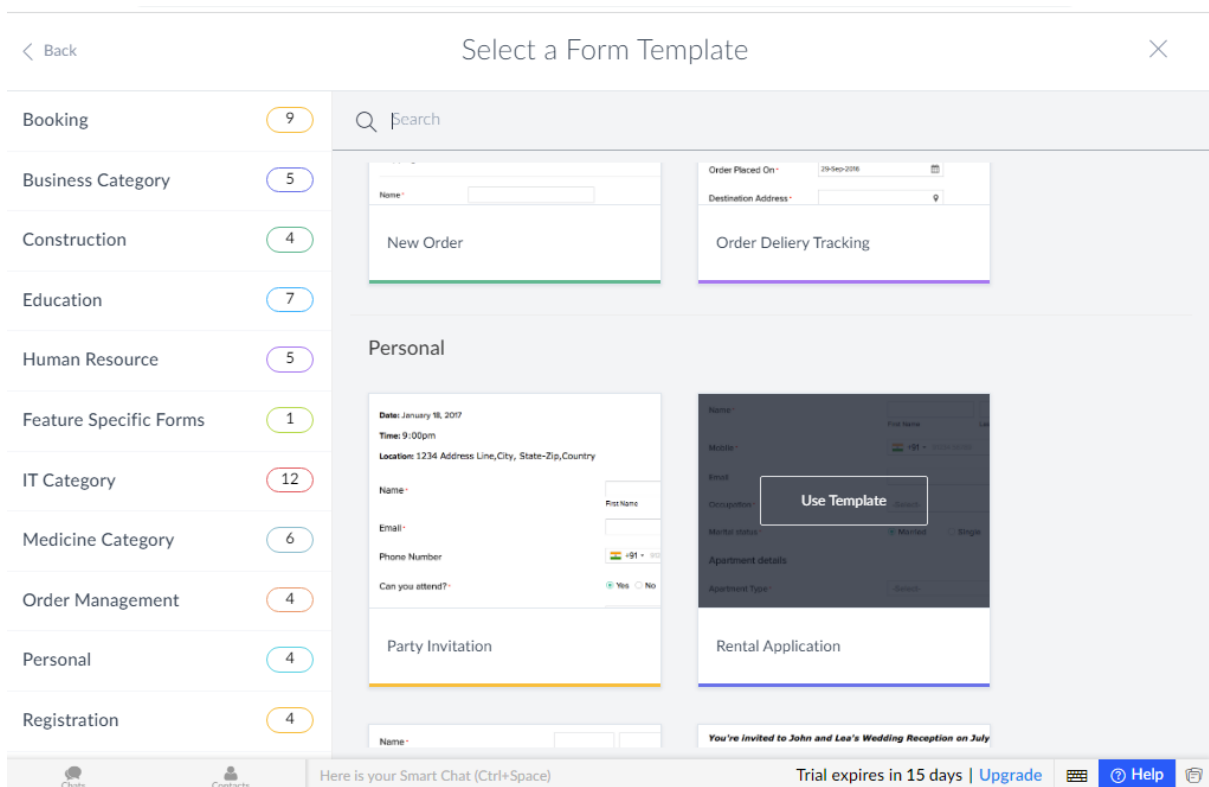 Back
Select a Form Template
Booking 9
Business Category 5
Construction 4
Education 7
Human Resource 5
Feature Specific Forms 1
IT Category 12
Medicine Category 6
Order Management 4
Personal 4
Registration 4
Search
Name*
New Order
Order Placed On* 29-Sep-2016
Destination Address*
Order Deliery Tracking
Personal
Date: January 18, 2017
Time: 9:00pm
Location: 1234 Address Line,City, State-Zip,Country
Name*
First Name
Email*
Phone Number +91
Can you attend?* Yes No
Party Invitation
Name*
First Name
Mobile* +91
Email
Occupation* -Select-
Use Template
Marital status* Married Single
Apartment details
Apartment Type* -Select-
Rental Application
Name*
You're invited to John and Lea's Wedding Reception on July
Chats
Contacts
Here is your Smart Chat (Ctrl+Space)
Trial expires in 15 days | Upgrade
Help